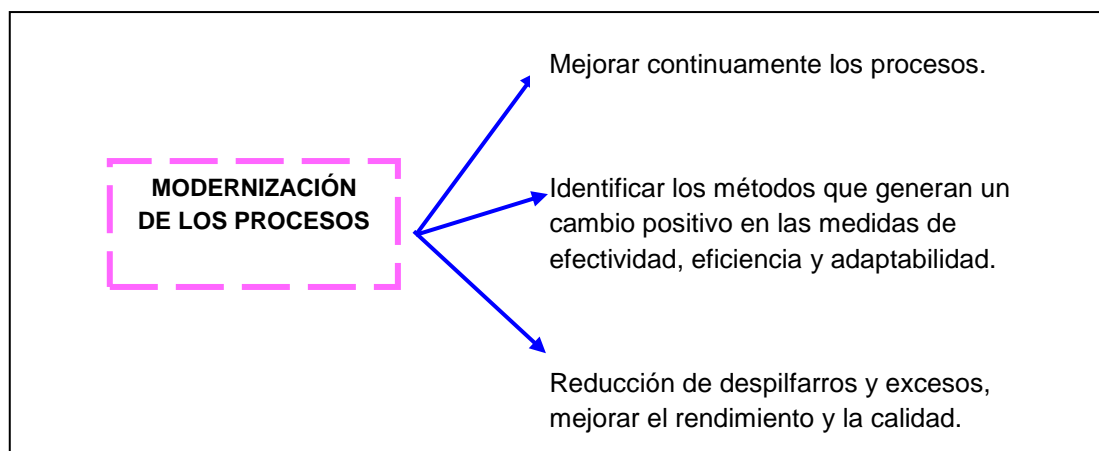 Mejorar continuamente los procesos.
MODERNIZACIÓN
DE LOS PROCESOS
Identificar los métodos que generan un
cambio positivo en las medidas de
efectividad, eficiencia y adaptabilidad.
Reducción de despilfarros y excesos,
mejorar el rendimiento y la calidad.